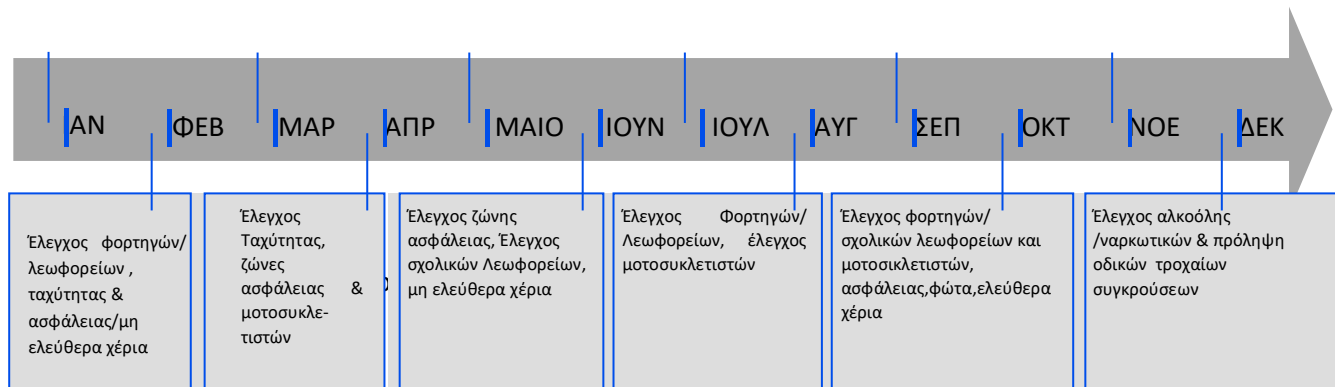 ΑΝ ΦΕΒ ΜΑΡ ΑΠΡ ΜΑΙΟ ΙΟΥΝ ΙΟΥΛ ΑΥΓ ΣΕΠ ΟΚΤ ΝΟΕ ΔΕΚ
Έλεγχος φορτηγών/
λεωφορείων ,
ταχύτητας &
ασφάλειας/μη
ελεύθερα χέρια
Έλεγχος
Ταχύτητας,
ζώνες
ασφάλειας &
μοτοσυκλε-
τιστών
Έλεγχος ζώνης
ασφάλειας, Έλεγχος
σχολικών Λεωφορείων,
μη ελεύθερα χέρια
Έλεγχος Φορτηγών/
Λεωφορείων, έλεγχος
μοτοσυκλετιστών
Έλεγχος φορτηγών/
σχολικών λεωφορείων και
μοτοσικλετιστών,
ασφάλειας,φώτα,ελεύθερα
χέρια
Έλεγχος αλκοόλης
/ναρκωτικών & πρόληψη
οδικών τροχαίων
συγκρούσεων